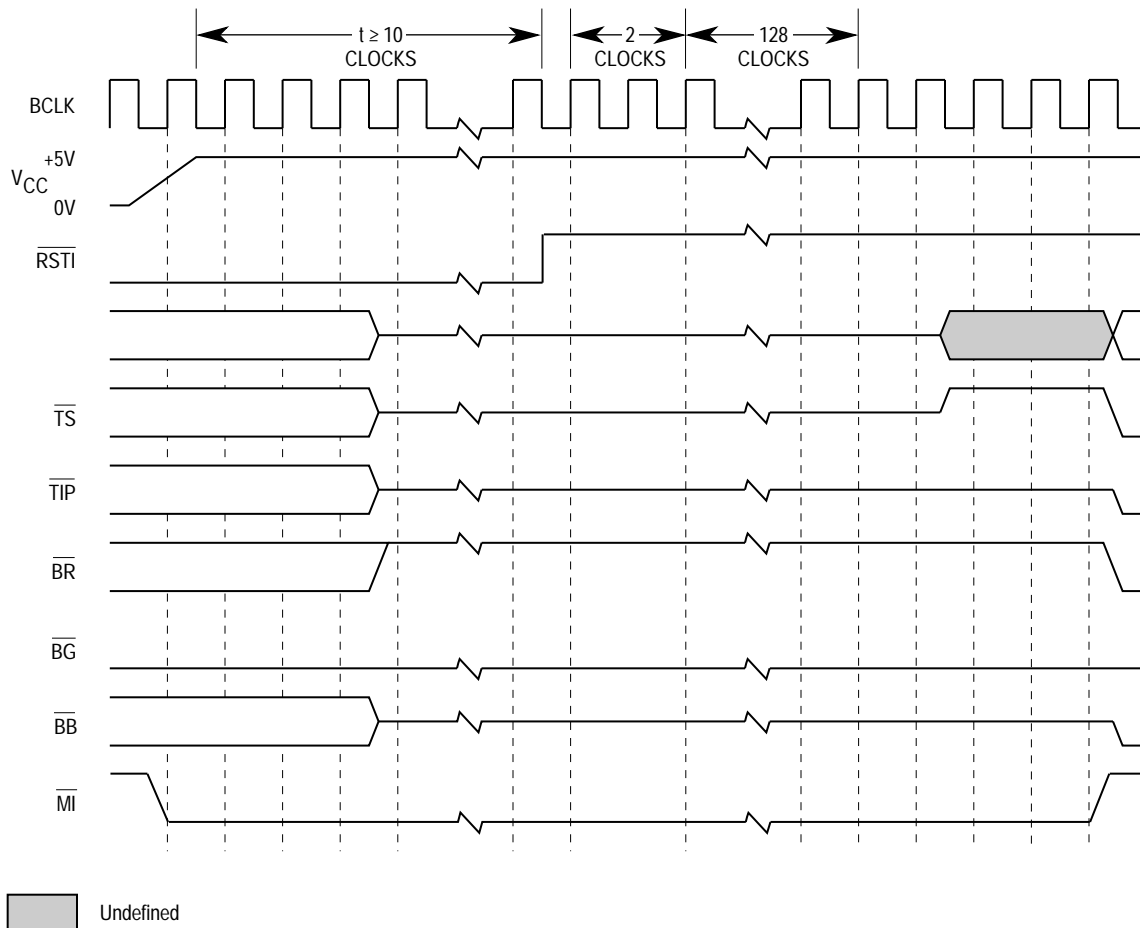 t ≥ 10
CLOCKS
2
CLOCKS
128
CLOCKS
BCLK
+5V
VCC
0V
RSTI
TS
TIP
BR
BG
BB
MI
Undefined